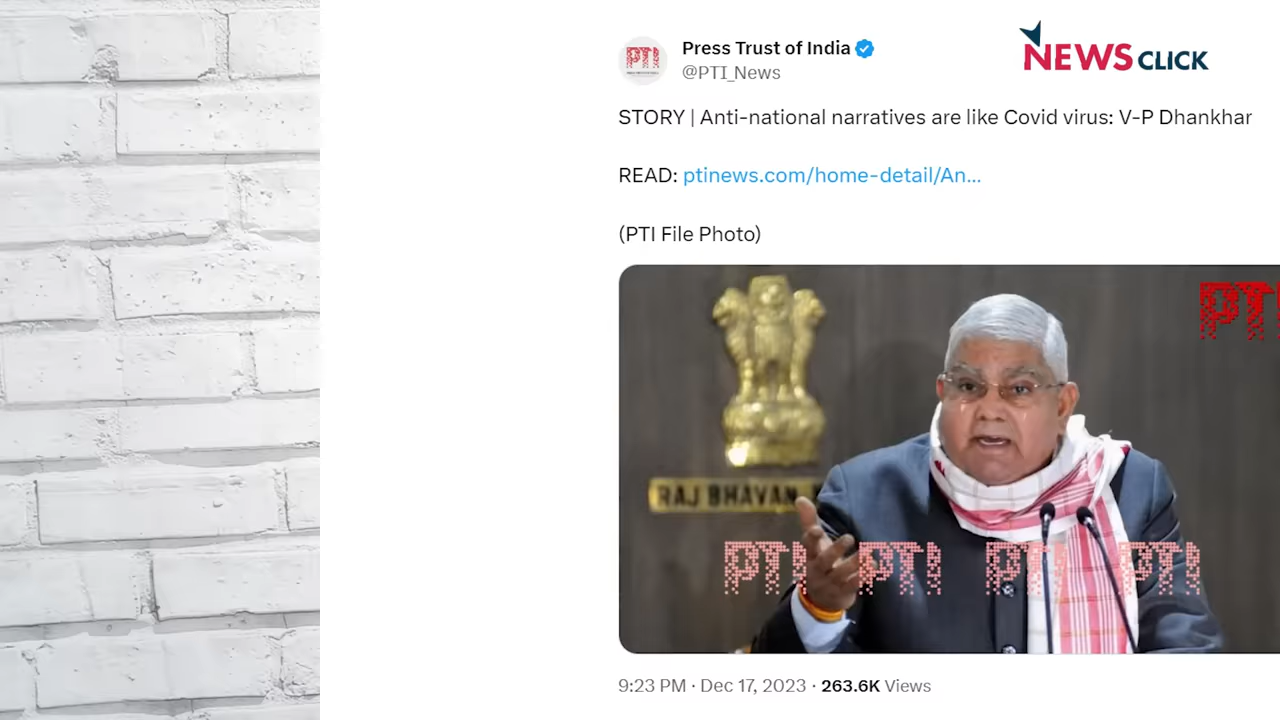 Press Trust of India
@PTI_News
NEWS CLICK
STORY | Anti-national narratives are like Covid virus: V-P Dhankhar
READ: ptinews.com/home-detail/An...
(PTI File Photo)
PTI
RAJ BHAVAN
PTI PTI PTI PTI
9:23 PM · Dec 17, 2023 · 263.6K Views